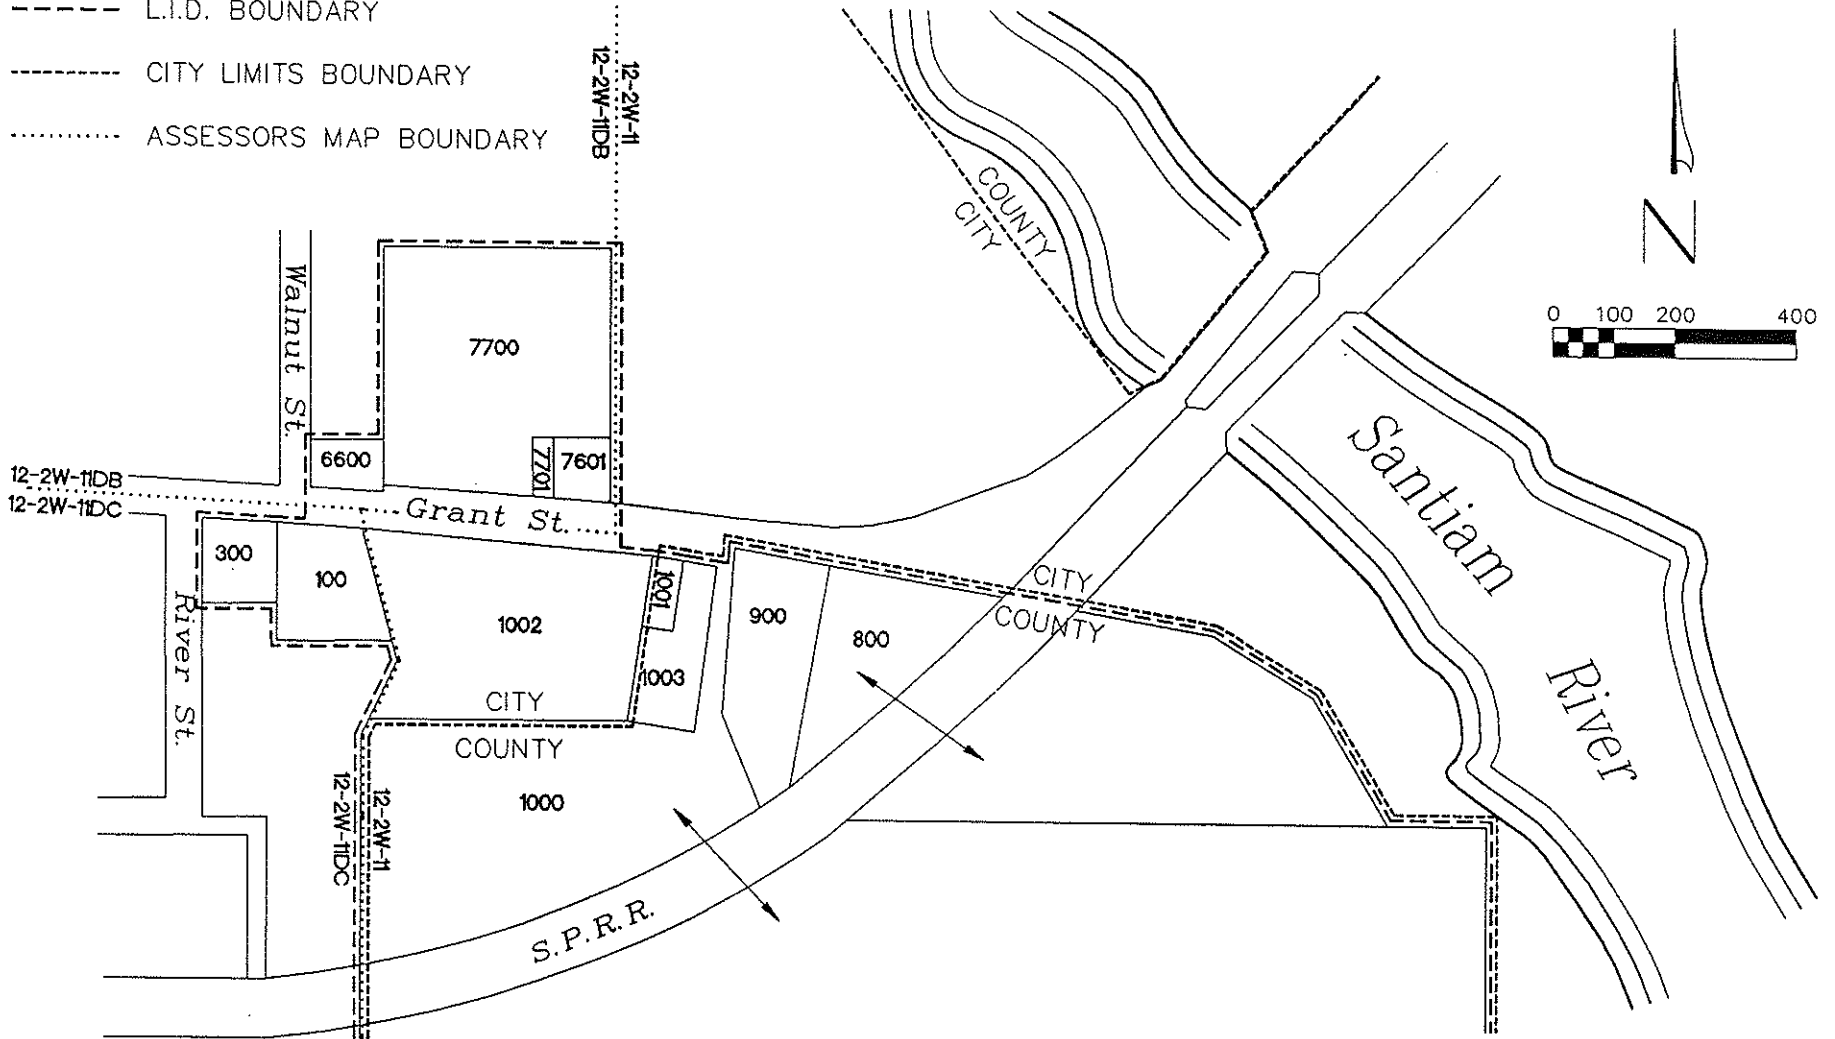 L.I.D. BOUNDARY
CITY LIMITS BOUNDARY
ASSESSORS MAP BOUNDARY
12-2W-11DB
12-2W-11
COUNTY
CITY
N
0 100 200 400
Walnut St.
7700
6600
7701
7601
12-2W-11DB
12-2W-11DC
Grant St.
300
100
1002
1001
1003
900
800
CITY
COUNTY
Santiam
River
River St.
CITY
COUNTY
1000
12-2W-11DC
12-2W-11
S.P.R.R.